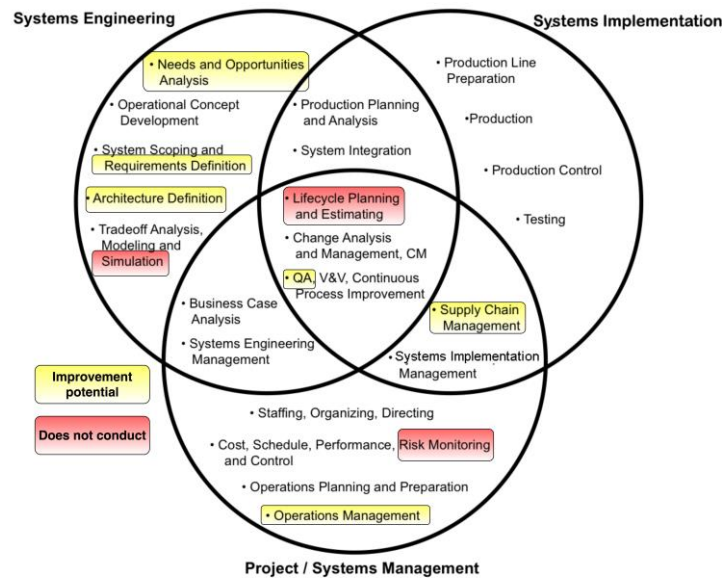 Systems Engineering
Systems Implementation
• Needs and Opportunities
Analysis
• Operational Concept
Development
• System Scoping and
Requirements Definition
• Architecture Definition
• Tradeoff Analysis,
Modeling and
Simulation
• Production Planning
and Analysis
• System Integration
• Production Line
Preparation
•Production
• Production Control
• Testing
• Lifecycle Planning
and Estimating
• Change Analysis
and Management, CM
• QA, V&V, Continuous
Process Improvement
• Business Case
Analysis
• Systems Engineering
Management
• Supply Chain
Management
• Systems Implementation
Management
Improvement
potential
Does not conduct
• Staffing, Organizing, Directing
• Cost, Schedule, Performance, Risk Monitoring
and Control
• Operations Planning and Preparation
• Operations Management
Project / Systems Management